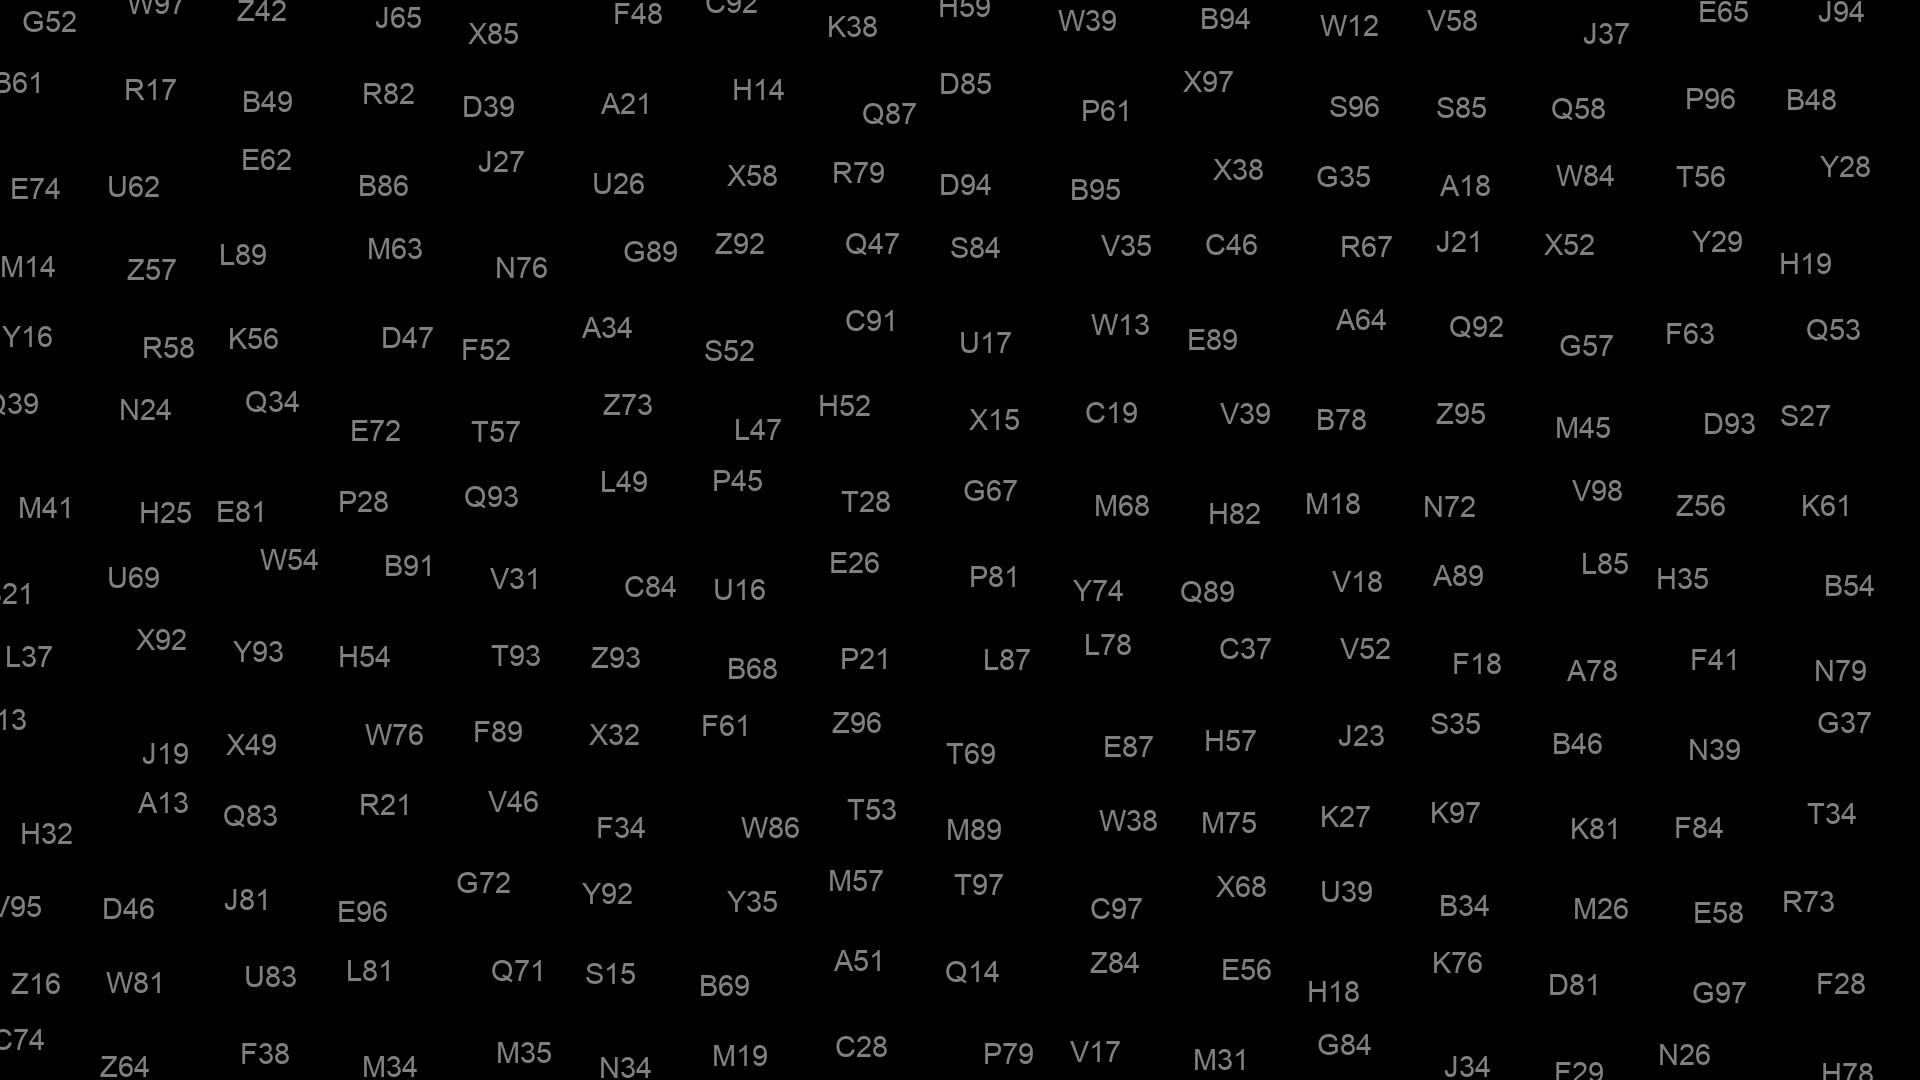 G52 W97 Z42 J65 X85 F48 C92 K38 H59 W39 B94 W12 V58 J37 E65 J94
B61 R17 B49 R82 D39 A21 H14 Q87 D85 P61 X97 S96 S85 Q58 P96 B48
E74 U62 E62 B86 J27 U26 X58 R79 D94 B95 X38 G35 A18 W84 T56 Y28
M14 Z57 L89 M63 N76 G89 Z92 Q47 S84 V35 C46 R67 J21 X52 Y29 H19
Y16 R58 K56 D47 F52 A34 S52 C91 U17 W13 E89 A64 Q92 G57 F63 Q53
Q39 N24 Q34 E72 T57 Z73 L47 H52 X15 C19 V39 B78 Z95 M45 D93 S27
M41 H25 E81 P28 Q93 L49 P45 T28 G67 M68 H82 M18 N72 V98 Z56 K61
21 U69 W54 B91 V31 C84 U16 E26 P81 Y74 Q89 V18 A89 L85 H35 B54
L37 X92 Y93 H54 T93 Z93 B68 P21 L87 L78 C37 V52 F18 A78 F41 N79
13 J19 X49 W76 F89 X32 F61 Z96 T69 E87 H57 J23 S35 B46 N39 G37
H32 A13 Q83 R21 V46 F34 W86 T53 M89 W38 M75 K27 K97 K81 F84 T34
V95 D46 J81 E96 G72 Y92 Y35 M57 T97 C97 X68 U39 B34 M26 E58 R73
Z16 W81 U83 L81 Q71 S15 B69 A51 Q14 Z84 E56 H18 K76 D81 G97 F28
C74 Z64 F38 M34 M35 N34 M19 C28 P79 V17 M31 G84 J34 F29 N26 H78